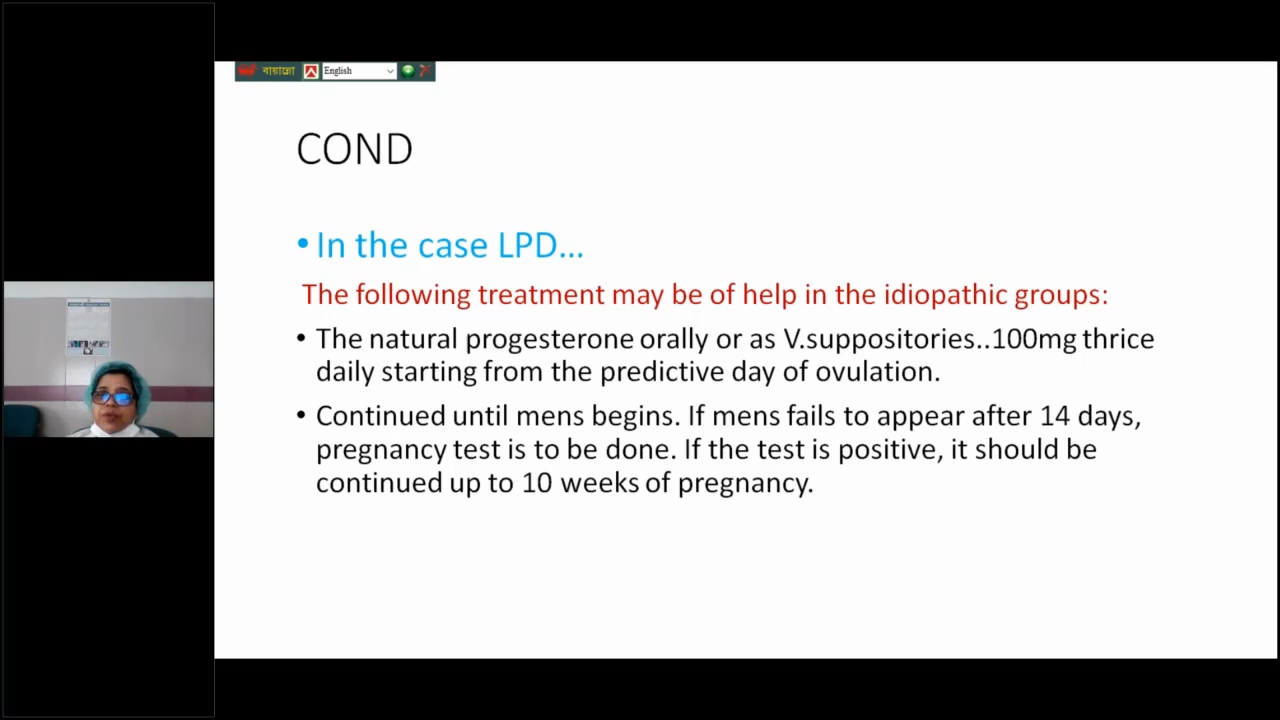 বায়ান্নো English
COND
• In the case LPD...
The following treatment may be of help in the idiopathic groups:
• The natural progesterone orally or as V.suppositories..100mg thrice
daily starting from the predictive day of ovulation.
• Continued until mens begins. If mens fails to appear after 14 days,
pregnancy test is to be done. If the test is positive, it should be
continued up to 10 weeks of pregnancy.